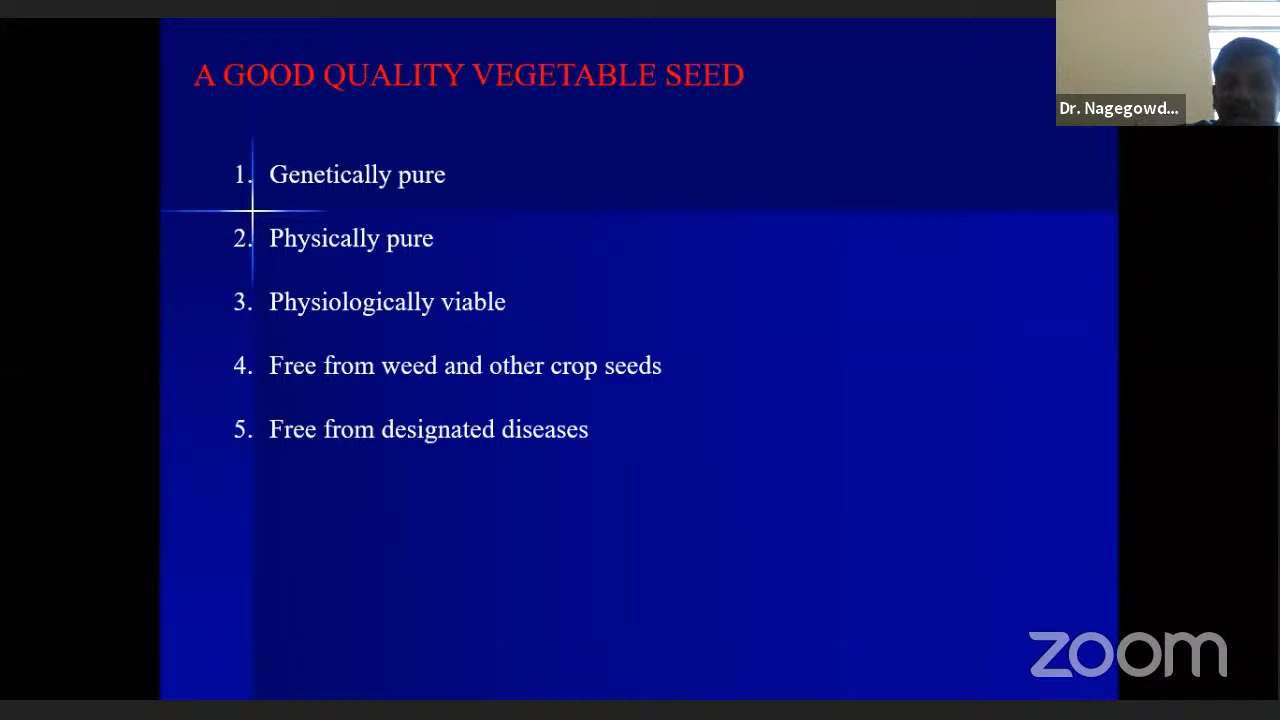 A GOOD QUALITY VEGETABLE SEED
Dr. Nagegowd...
1. Genetically pure
2. Physically pure
3. Physiologically viable
4. Free from weed and other crop seeds
5. Free from designated diseases
zoom